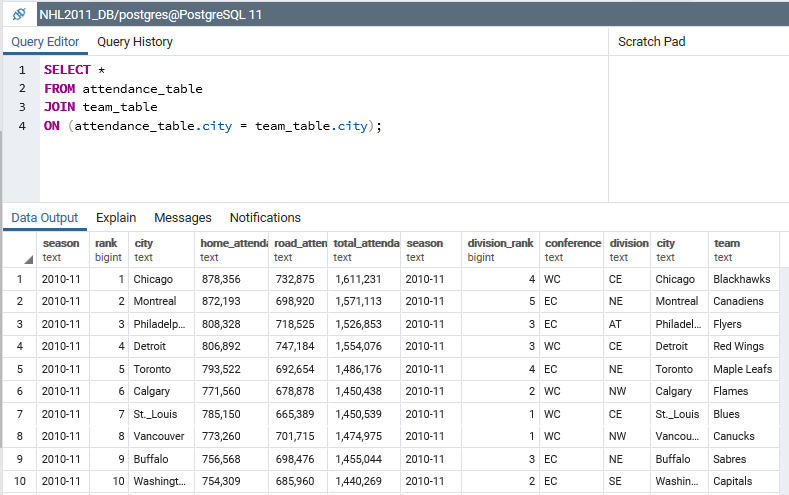 NHL2011_DB/postgres@PostgreSQL 11
Query Editor Query History Scratch Pad
1 SELECT *
2 FROM attendance_table
3 JOIN team_table
4 ON (attendance_table.city = team_table.city);
Data Output Explain Messages Notifications
season rank city home_attenda road_atten total_attenda season division_rank conference division city team
text bigint text text text text text bigint text text text text
1 2010-11 1 Chicago 878,356 732,875 1,611,231 2010-11 4 WC CE Chicago Blackhawks
2 2010-11 2 Montreal 872,193 698,920 1,571,113 2010-11 5 EC NE Montreal Canadiens
3 2010-11 3 Philadelp... 808,328 718,525 1,526,853 2010-11 3 EC AT Philadel... Flyers
4 2010-11 4 Detroit 806,892 747,184 1,554,076 2010-11 3 WC CE Detroit Red Wings
5 2010-11 5 Toronto 793,522 692,654 1,486,176 2010-11 4 EC NE Toronto Maple Leafs
6 2010-11 6 Calgary 771,560 678,878 1,450,438 2010-11 2 WC NW Calgary Flames
7 2010-11 7 St._Louis 785,150 665,389 1,450,539 2010-11 1 WC CE St._Louis Blues
8 2010-11 8 Vancouver 773,260 701,715 1,474,975 2010-11 1 WC NW Vancou... Canucks
9 2010-11 9 Buffalo 756,568 698,476 1,455,044 2010-11 3 EC NE Buffalo Sabres
10 2010-11 10 Washingt... 754,309 685,960 1,440,269 2010-11 2 EC SE Washin... Capitals